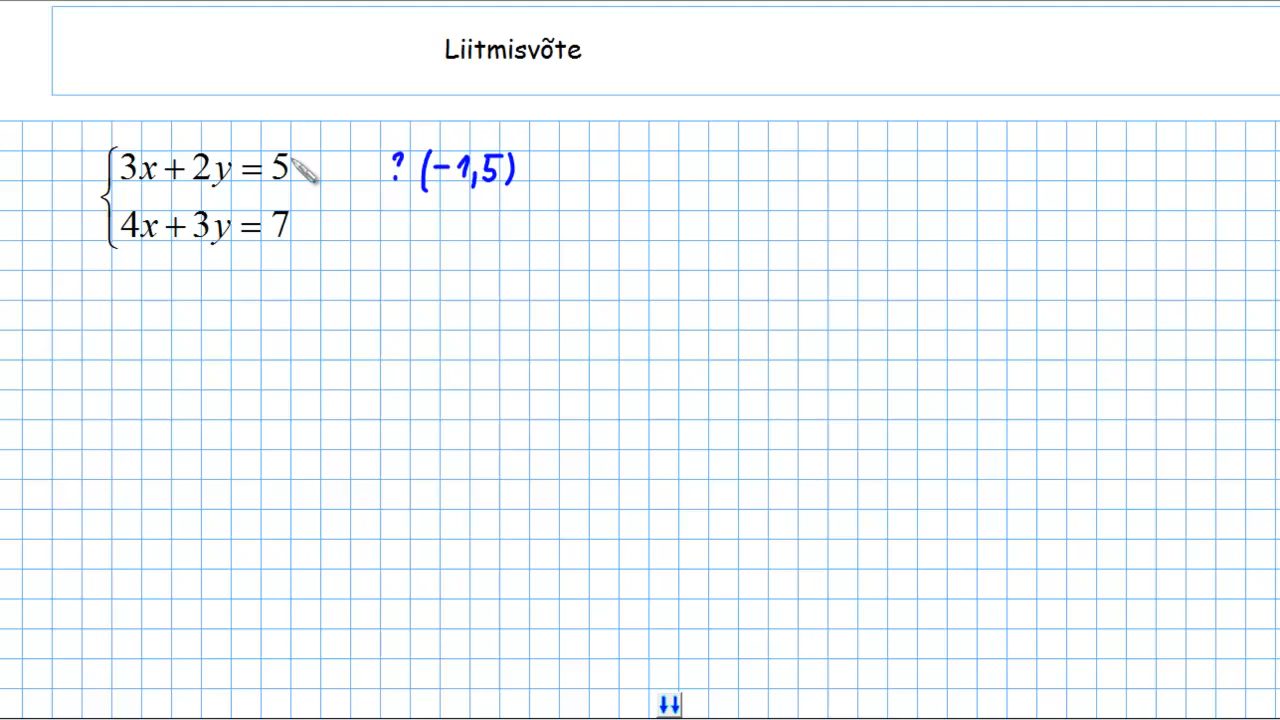 Liitmisvõte
3x + 2y = 5 ? (-1,5)
4x + 3y = 7